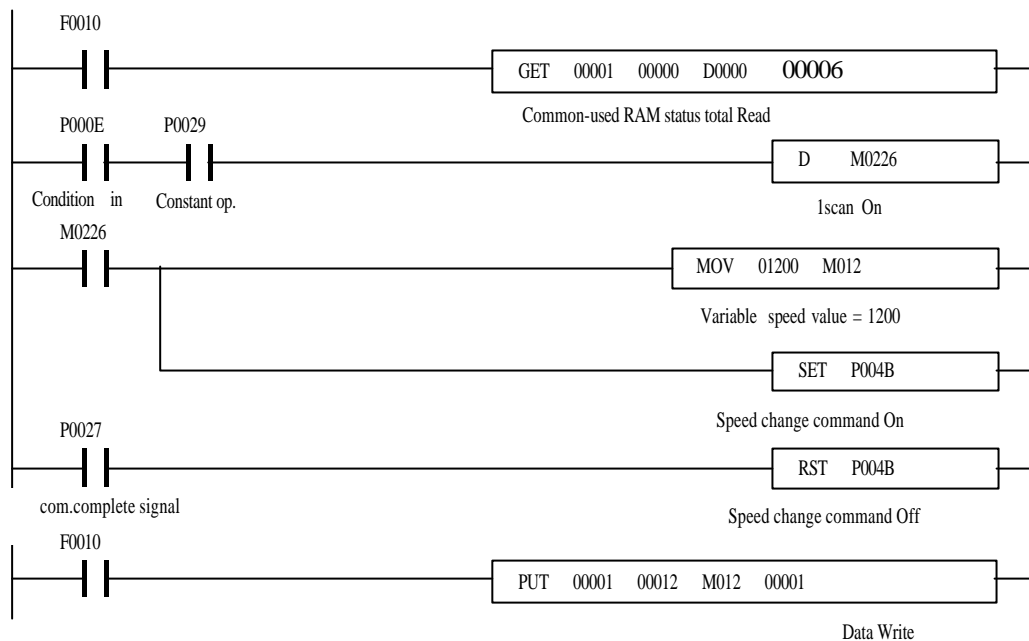 F0010
GET 00001 00000 D0000 00006
Common-used RAM status total Read
P000E P0029
D M0226
Condition in Constant op.
1scan On
M0226
MOV 01200 M012
Variable speed value = 1200
SET P004B
Speed change command On
P0027
RST P004B
com.complete signal
Speed change command Off
F0010
PUT 00001 00012 M012 00001
Data Write